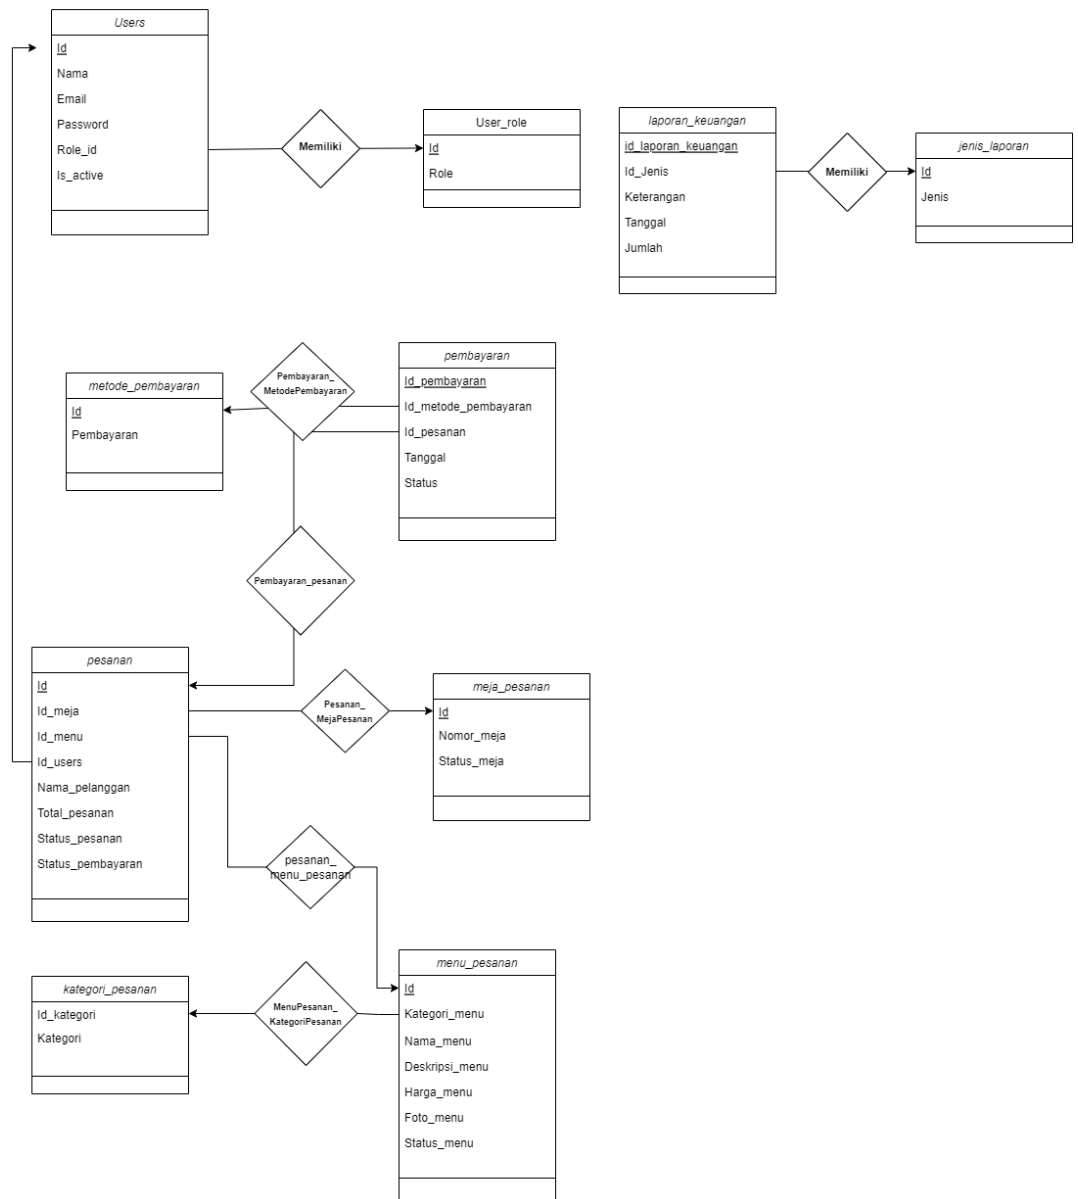 Users
Id
Nama
Email
Password
Role_id
Is_active
Memiliki
User_role
Id
Role
laporan_keuangan
id_laporan_keuangan
Id_Jenis
Keterangan
Tanggal
Jumlah
Memiliki
jenis_laporan
Id
Jenis
metode_pembayaran
Id
Pembayaran
Pembayaran_
MetodePembayaran
pembayaran
Id_pembayaran
Id_metode_pembayaran
Id_pesanan
Tanggal
Status
Pembayaran_pesanan
pesanan
Id
Id_meja
Id_menu
Id_users
Nama_pelanggan
Total_pesanan
Status_pesanan
Status_pembayaran
Pesanan_
MejaPesanan
meja_pesanan
Id
Nomor_meja
Status_meja
pesanan_
menu_pesanan
kategori_pesanan
Id_kategori
Kategori
MenuPesanan_
KategoriPesanan
menu_pesanan
Id
Kategori_menu
Nama_menu
Deskripsi_menu
Harga_menu
Foto_menu
Status_menu